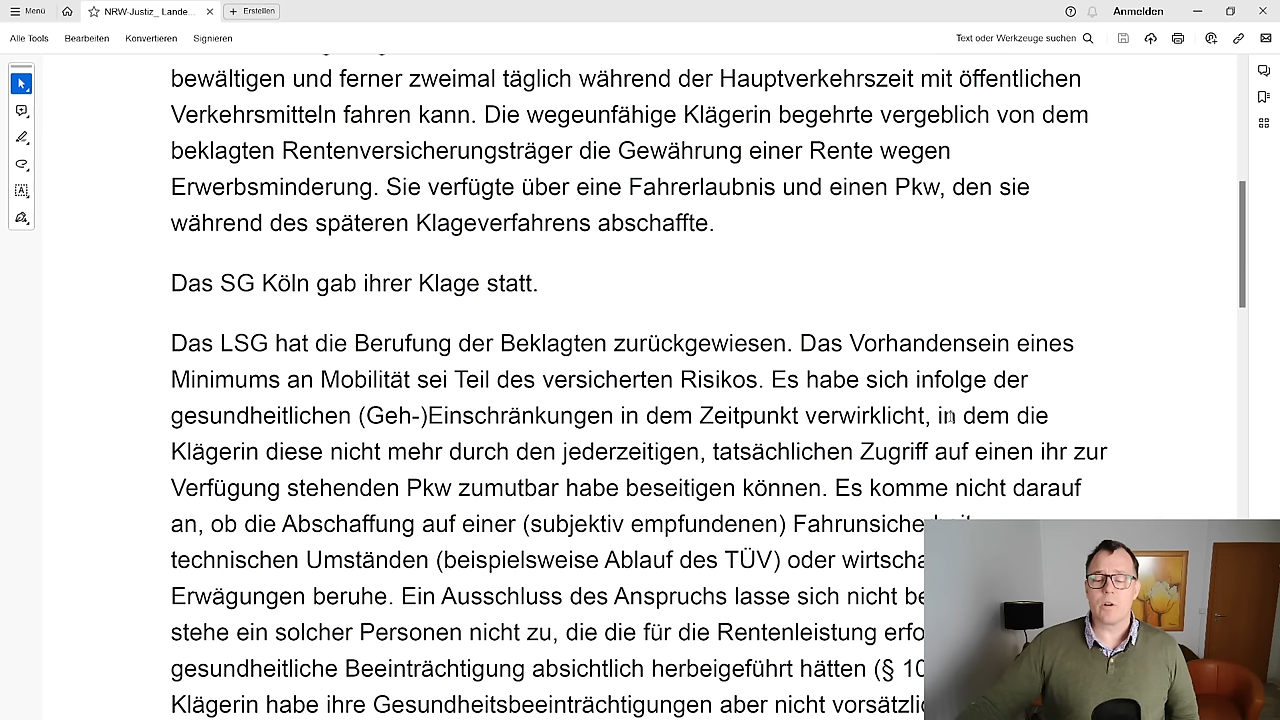 Menü
NRW-Justiz_ Lande...
Erstellen
Anmelden
Alle Tools
Bearbeiten
Konvertieren
Signieren
Text oder Werkzeuge suchen
bewältigen und ferner zweimal täglich während der Hauptverkehrszeit mit öffentlichen
Verkehrsmitteln fahren kann. Die wegeunfähige Klägerin begehrte vergeblich von dem
beklagten Rentenversicherungsträger die Gewährung einer Rente wegen
Erwerbsminderung. Sie verfügte über eine Fahrerlaubnis und einen Pkw, den sie
während des späteren Klageverfahrens abschaffte.
Das SG Köln gab ihrer Klage statt.
Das LSG hat die Berufung der Beklagten zurückgewiesen. Das Vorhandensein eines
Minimums an Mobilität sei Teil des versicherten Risikos. Es habe sich infolge der
gesundheitlichen (Geh-)Einschränkungen in dem Zeitpunkt verwirklicht, in dem die
Klägerin diese nicht mehr durch den jederzeitigen, tatsächlichen Zugriff auf einen ihr zur
Verfügung stehenden Pkw zumutbar habe beseitigen können. Es komme nicht darauf
an, ob die Abschaffung auf einer (subjektiv empfundenen)
technischen Umständen (beispielsweise Ablauf des TÜV) oder
Erwägungen beruhe. Ein Ausschluss des Anspruchs lasse sich nicht
stehe ein solcher Personen nicht zu, die die für die Rentenleistung
gesundheitliche Beeinträchtigung absichtlich herbeigeführt hätten (§ 10
Klägerin habe ihre Gesundheitsbeeinträchtigungen aber nicht